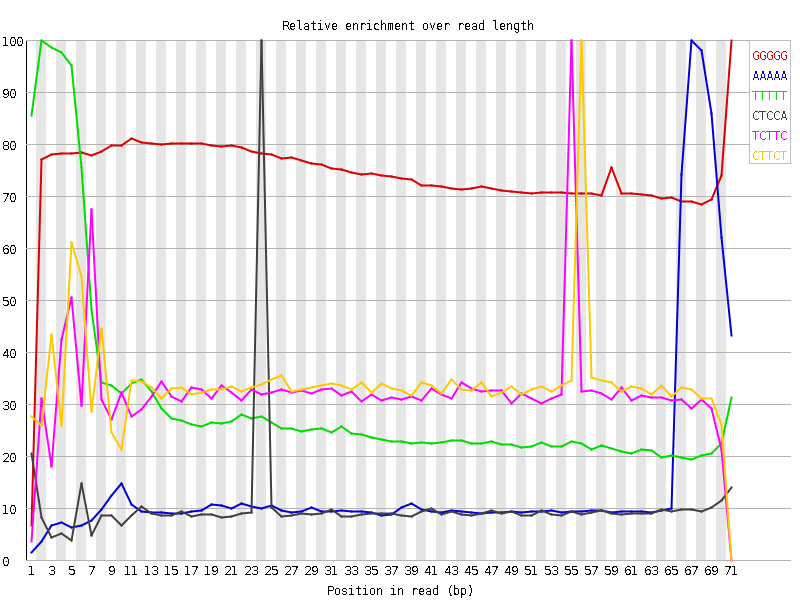 Relative enrichment over read length
100
90
80
70
60
50
40
30
20
10
0
GGGGG
AAAAA
TTTTT
CTCCA
TCTTC
CTTCT
1 3 5 7 9 11 13 15 17 19 21 23 25 27 29 31 33 35 37 39 41 43 45 47 49 51 53 55 57 59 61 63 65 67 69 71
Position in read (bp)